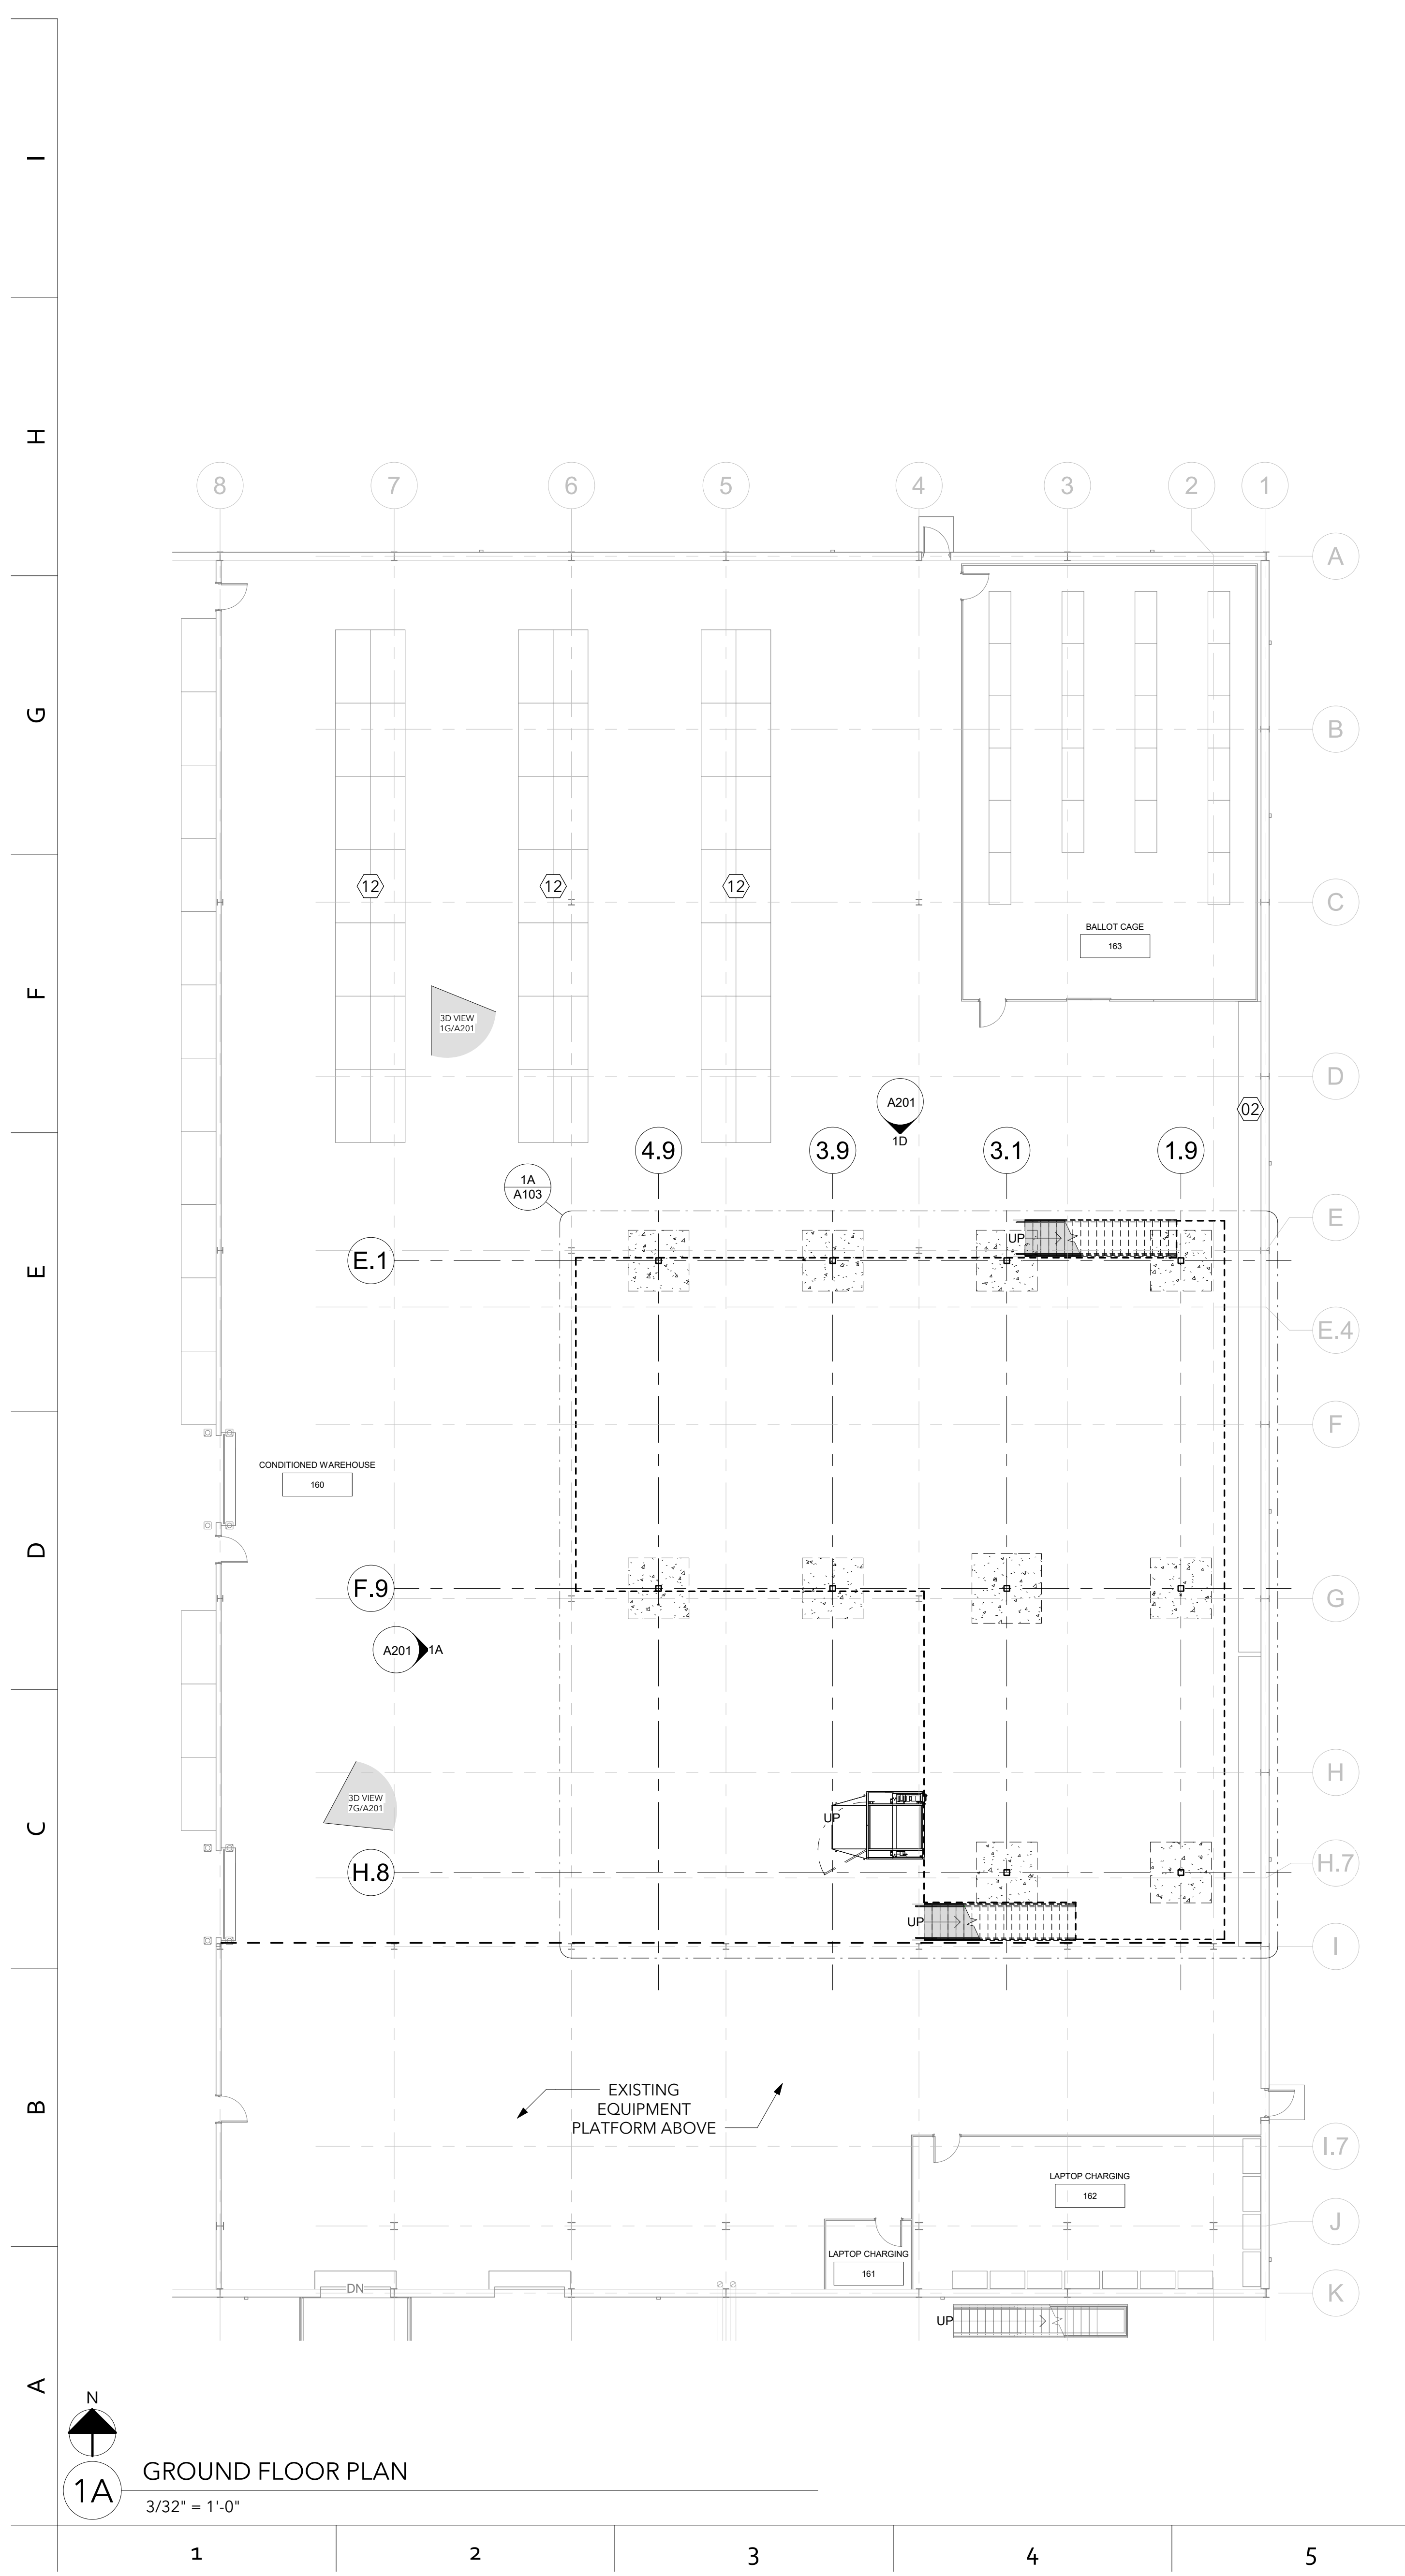 I
H
8
7
6
5
4
3
2
1
A
G
B
12
12
12
C
BALLOT CAGE
163
F
3D VIEW
1G/A201
D
A201
1D
02
4.9
3.9
3.1
1.9
1A
A103
E
UP
E.1
E
E.4
F
CONDITIONED WAREHOUSE
160
D
F.9
G
A201
1A
H
3D VIEW
7G/A201
UP
C
H.8
H.7
UP
I
EXISTING
EQUIPMENT
PLATFORM ABOVE
B
I.7
LAPTOP CHARGING
162
J
LAPTOP CHARGING
161
DN
K
UP
A
N
1A
GROUND FLOOR PLAN
3/32" = 1'-0"
1
2
3
4
5